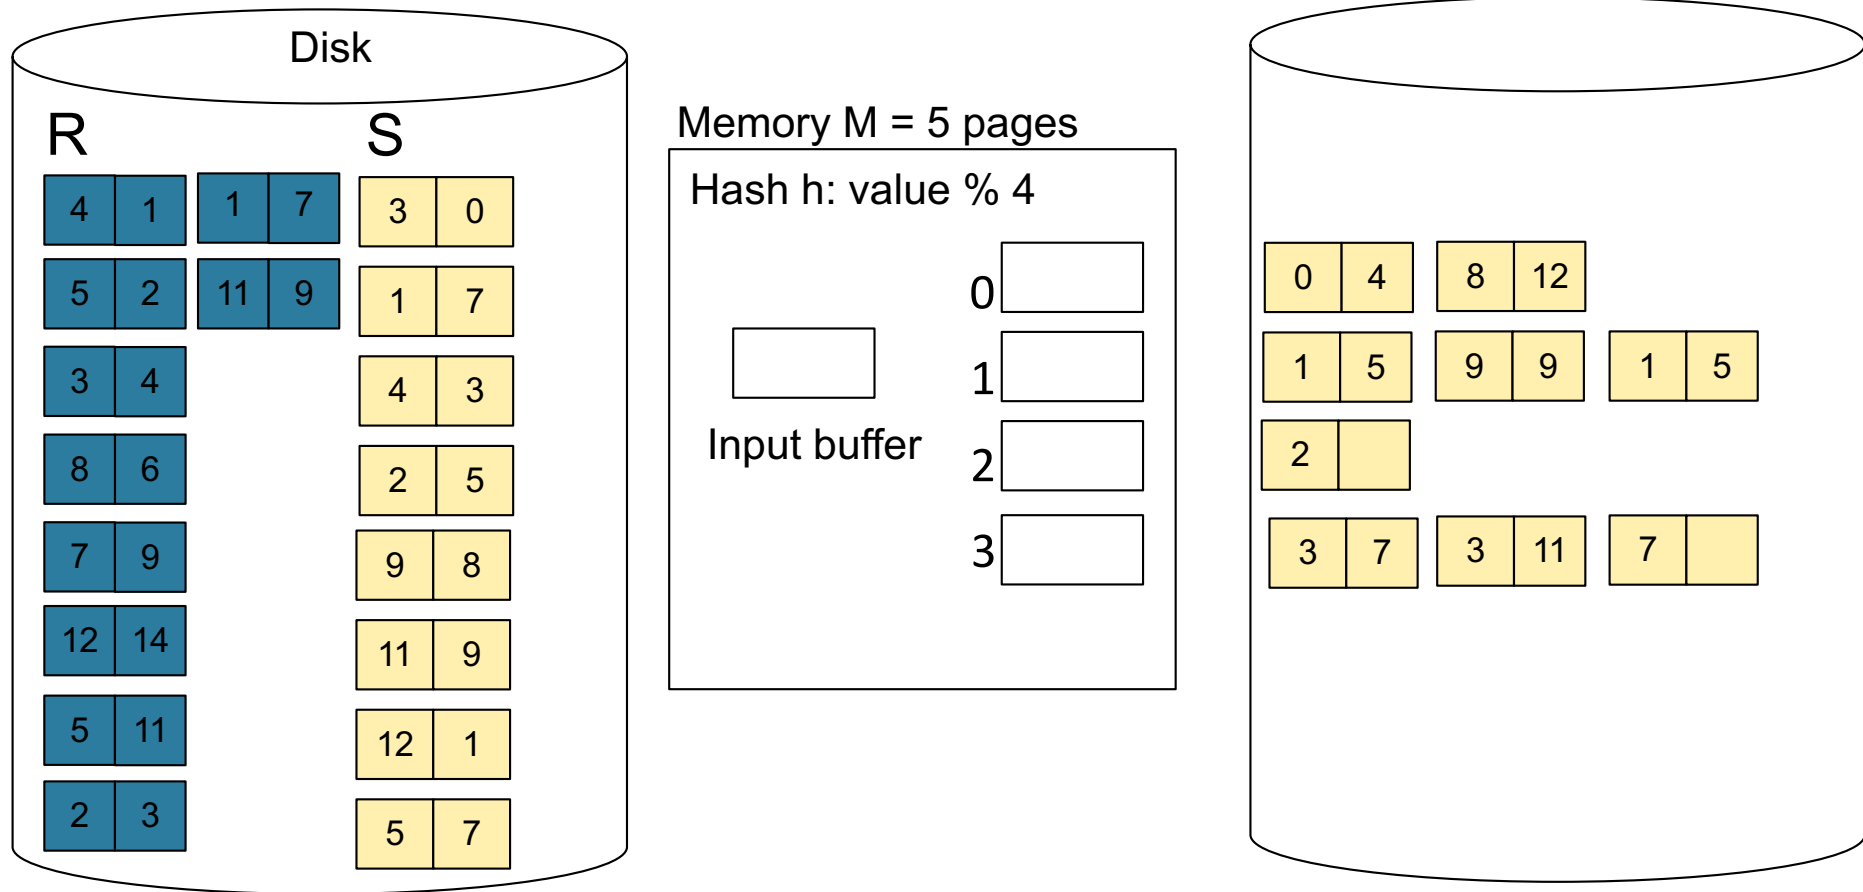 Disk
R S
4 1 1 7 3 0
5 2 11 9 1 7
3 4 4 3
8 6 2 5
7 9 9 8
12 14 11 9
5 11 12 1
2 3 5 7
Memory M = 5 pages
Hash h: value % 4
0
1
Input buffer
2
3
0 4 8 12
1 5 9 9 1 5
2
3 7 3 11 7